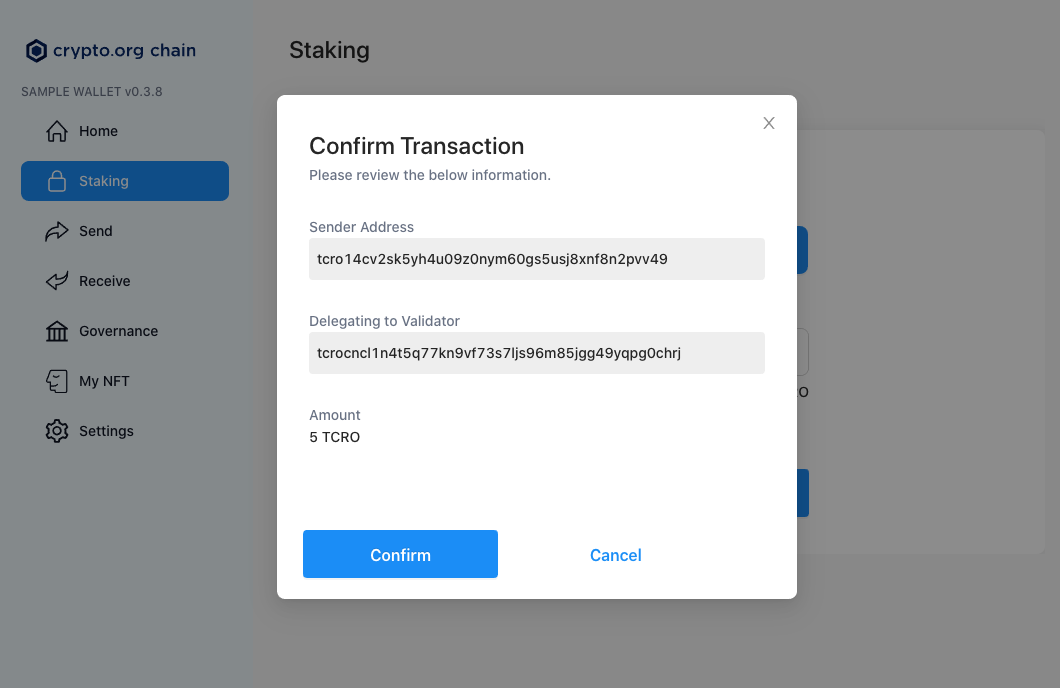 crypto.org chain
SAMPLE WALLET v0.3.8
Home
Staking
Send
Receive
Governance
My NFT
Settings
Staking
Confirm Transaction
Please review the below information.
Sender Address
tcro14cv2sk5yh4u09z0nym60gs5usj8xnf8n2pvv49
Delegating to Validator
tcrocncl1n4t5q77kn9vf73s7ljs96m85jgg49yqpg0chrj
Amount
5 TCRO
Confirm
Cancel